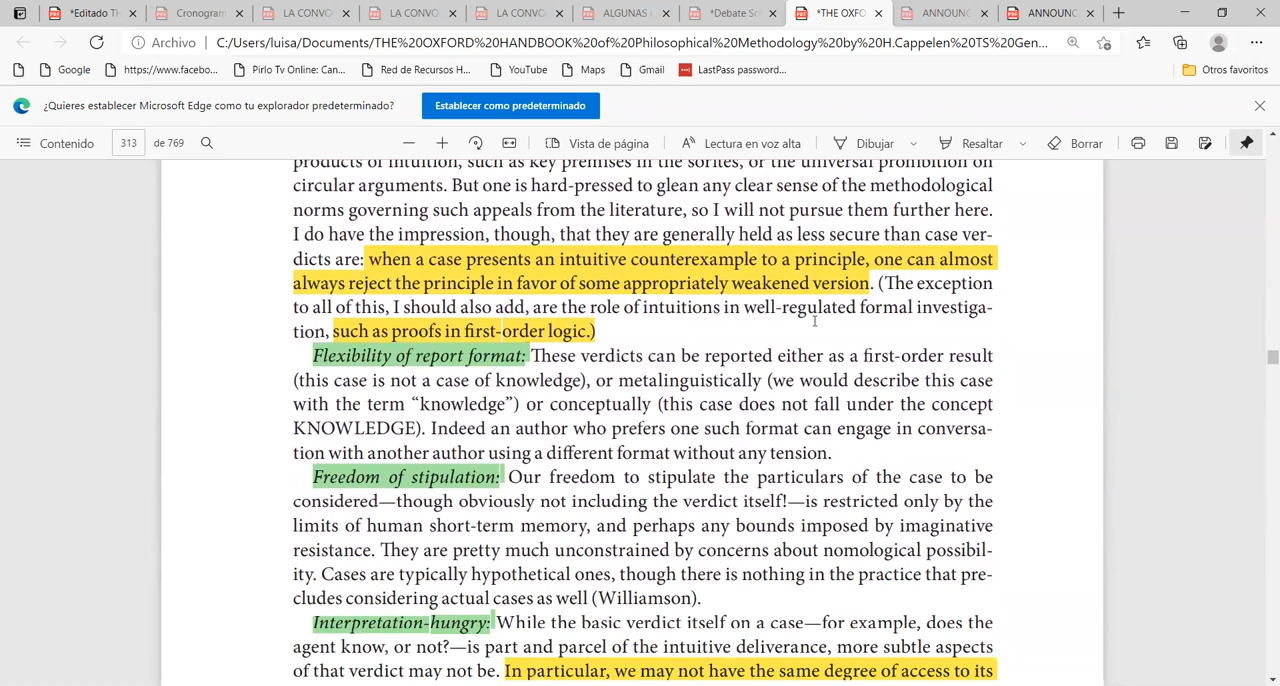 *Editado TH
Cronogram
LA CONVO
LA CONVO
LA CONVO
ALGUNAS
*Debate So
*THE OXFO
ANNOUNC
ANNOUNC
Archivo C:/Users/luisa/Documents/THE%20OXFORD%20HANDBOOK%20of%20Philosophical%20Methodology%20by%20H.Cappelen%20TS%20Gen...
Google
https://www.facebo...
Pirlo Tv Online: Can...
Red de Recursos H...
YouTube
Maps
Gmail
LastPass password...
Otros favoritos
¿Quieres establecer Microsoft Edge como tu explorador predeterminado?
Establecer como predeterminado
Contenido
313 de 769
Vista de página
Lectura en voz alta
Dibujar
Resaltar
Borrar
products of intuition, such as key premises in the sorites, or the universal prohibition on
circular arguments. But one is hard-pressed to glean any clear sense of the methodological
norms governing such appeals from the literature, so I will not pursue them further here.
I do have the impression, though, that they are generally held as less secure than case ver-
dicts are: when a case presents an intuitive counterexample to a principle, one can almost
always reject the principle in favor of some appropriately weakened version. (The exception
to all of this, I should also add, are the role of intuitions in well-regulated formal investiga-
tion, such as proofs in first-order logic.)
Flexibility of report format: These verdicts can be reported either as a first-order result
(this case is not a case of knowledge), or metalinguistically (we would describe this case
with the term “knowledge”) or conceptually (this case does not fall under the concept
KNOWLEDGE). Indeed an author who prefers one such format can engage in conversa-
tion with another author using a different format without any tension.
Freedom of stipulation: Our freedom to stipulate the particulars of the case to be
considered—though obviously not including the verdict itself!—is restricted only by the
limits of human short-term memory, and perhaps any bounds imposed by imaginative
resistance. They are pretty much unconstrained by concerns about nomological possibil-
ity. Cases are typically hypothetical ones, though there is nothing in the practice that pre-
cludes considering actual cases as well (Williamson).
Interpretation-hungry: While the basic verdict itself on a case—for example, does the
agent know, or not?—is part and parcel of the intuitive deliverance, more subtle aspects
of that verdict may not be. In particular, we may not have the same degree of access to its